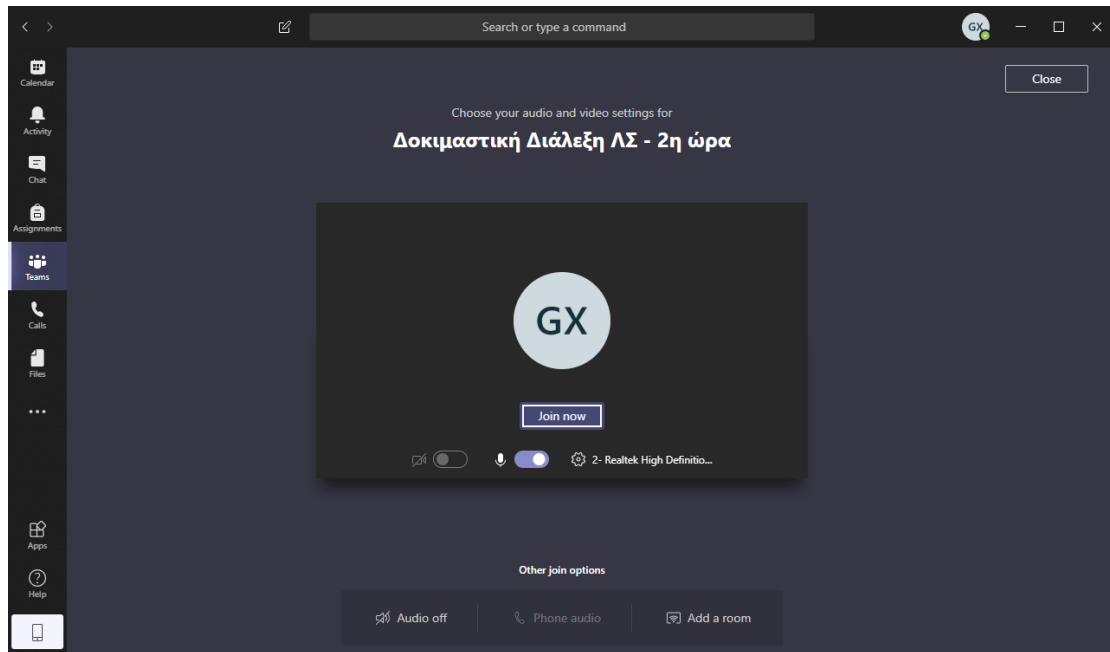 Search or type a command
GX
Calendar
Activity
Chat
Assignments
Teams
Calls
Files
Apps
Help
Close
Choose your audio and video settings for
Δοκιμαστική Διάλεξη ΛΣ - 2η ώρα
GX
Join now
2- Realtek High Definitio...
Other join options
Audio off
Phone audio
Add a room